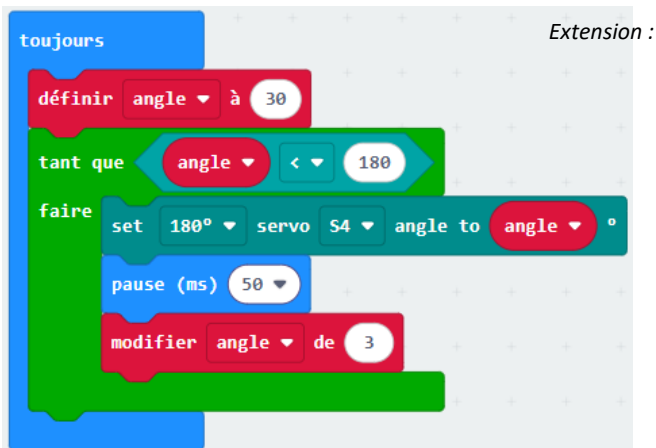 toujours
Extension :
définir angle à 30
tant que angle < 180
faire
set 180° servo S4 angle to angle °
pause (ms) 50
modifier angle de 3